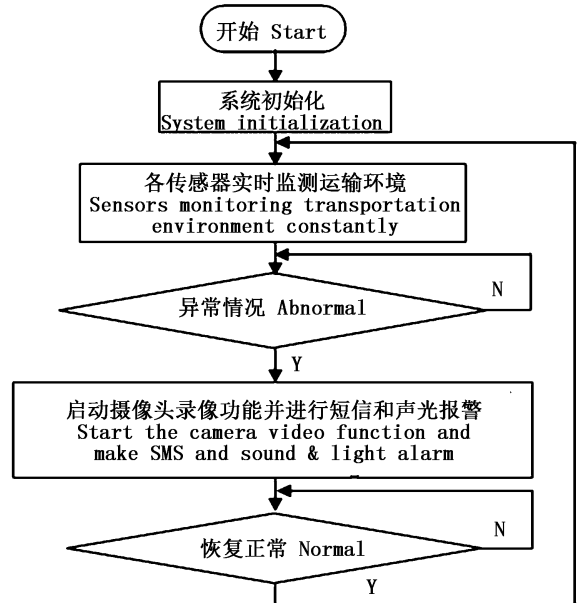 开始 Start
系统初始化
System initialization
各传感器实时监测运输环境
Sensors monitoring transportation
environment constantly
N
异常情况 Abnormal
Y
启动摄像头录像功能并进行短信和声光报警
Start the camera video function and
make SMS and sound & light alarm
N
恢复正常 Normal
Y